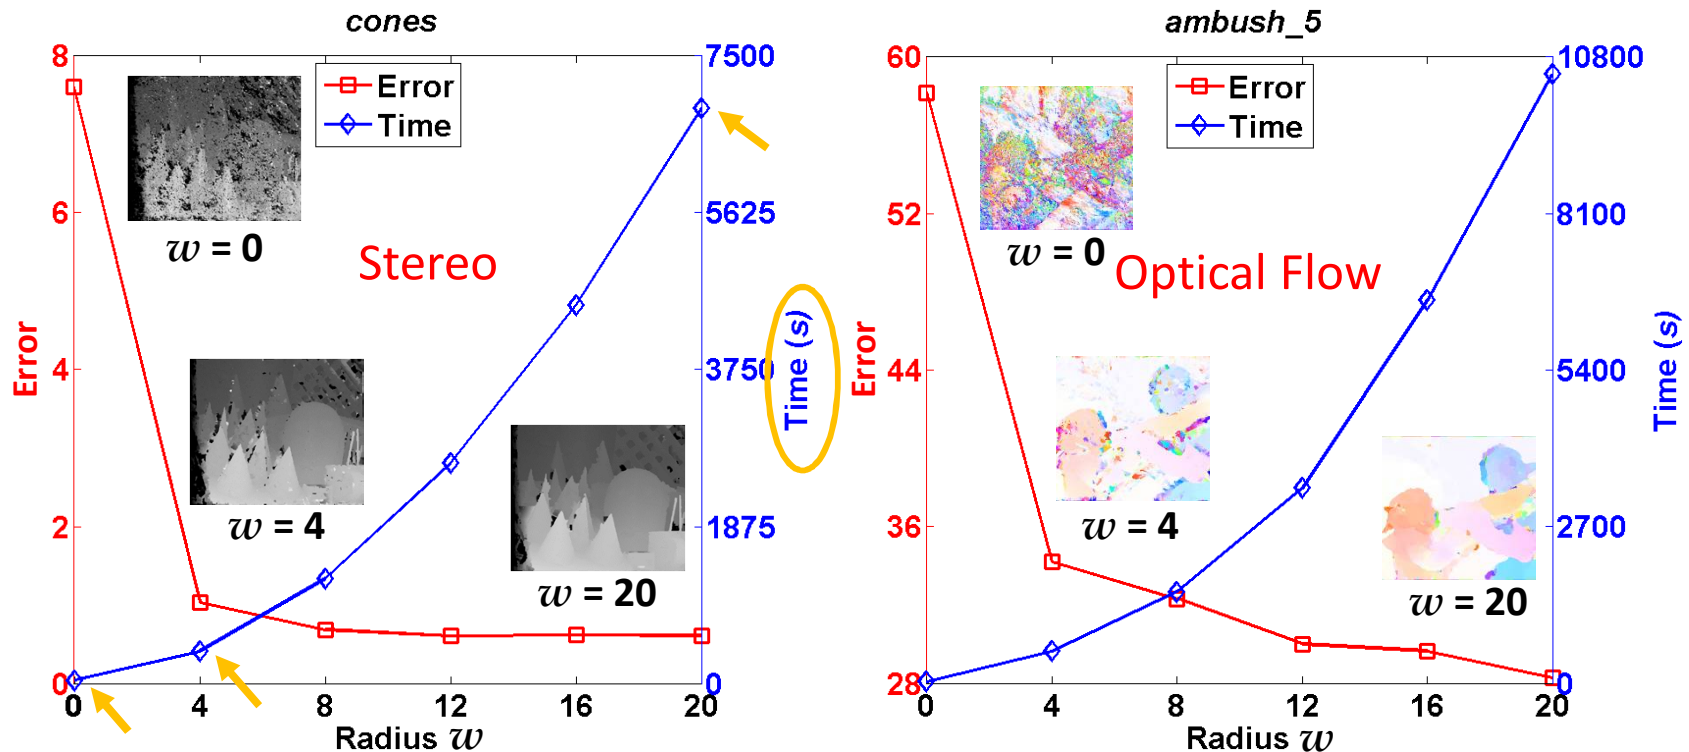 cones
8
6
4
2
0
Error
7500
5625
3750
1875
0
Time (s)
0 4 8 12 16 20
Radius w
Error
Time
w = 0
Stereo
w = 4
w = 20
ambush_5
60
52
44
36
28
Error
10800
8100
5400
2700
0
Time (s)
0 4 8 12 16 20
Radius w
Error
Time
w = 0
Optical Flow
w = 4
w = 20